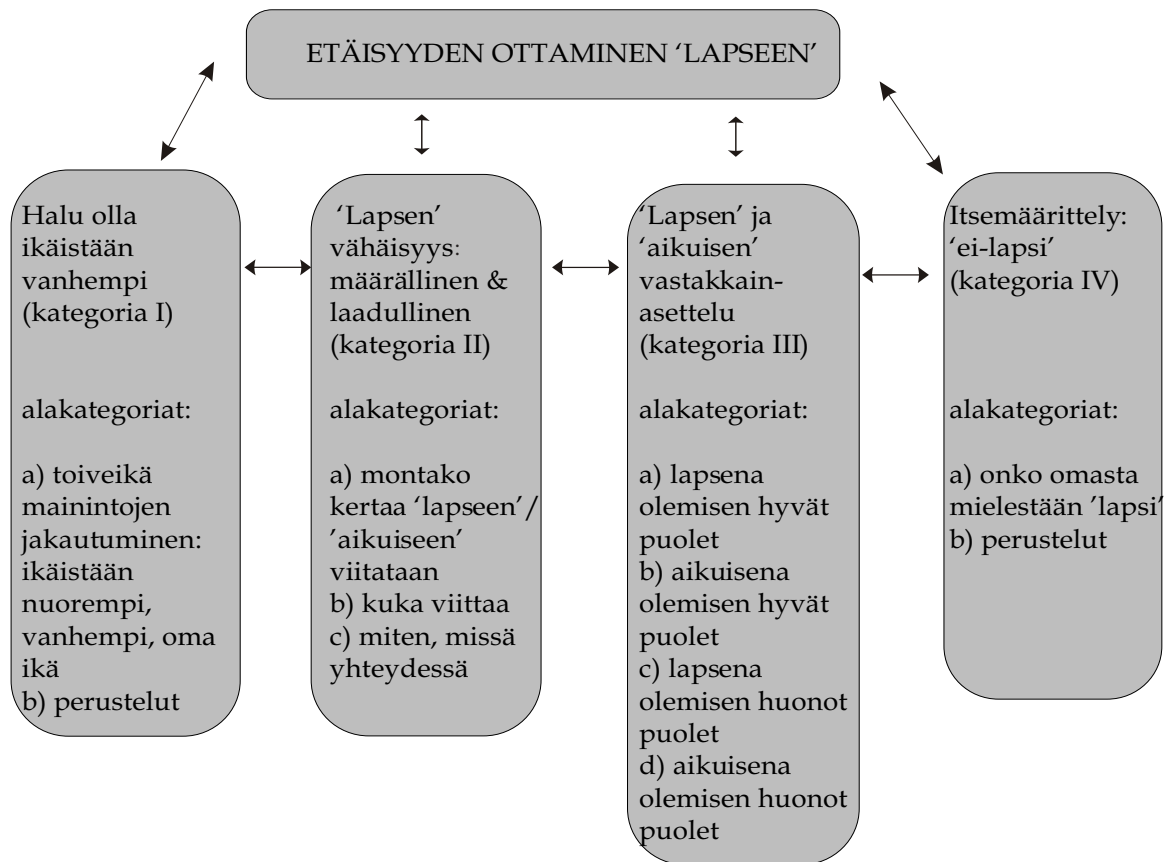 ETÄISYYDEN OTTAMINEN ‘LAPSEEN’
Halu olla
ikäistään
vanhempi
(kategoria I)
alakategoriat:
a) toiveikä
mainintojen
jakautuminen:
ikäistään
nuorempi,
vanhempi, oma
ikä
b) perustelut
‘Lapsen’
vähäisyys:
määrällinen &
laadullinen
(kategoria II)
alakategoriat:
a) montako
kertaa ‘lapseen’/
’aikuiseen’
viitataan
b) kuka viittaa
c) miten, missä
yhteydessä
‘Lapsen’ ja
‘aikuisen’
vastakkain-
asettelu
(kategoria III)
alakategoriat:
a) lapsena
olemisen hyvät
puolet
b) aikuisena
olemisen hyvät
puolet
c) lapsena
olemisen huonot
puolet
d) aikuisena
olemisen huonot
puolet
Itsemäärittely:
‘ei-lapsi’
(kategoria IV)
alakategoriat:
a) onko omasta
mielestään ’lapsi’
b) perustelut